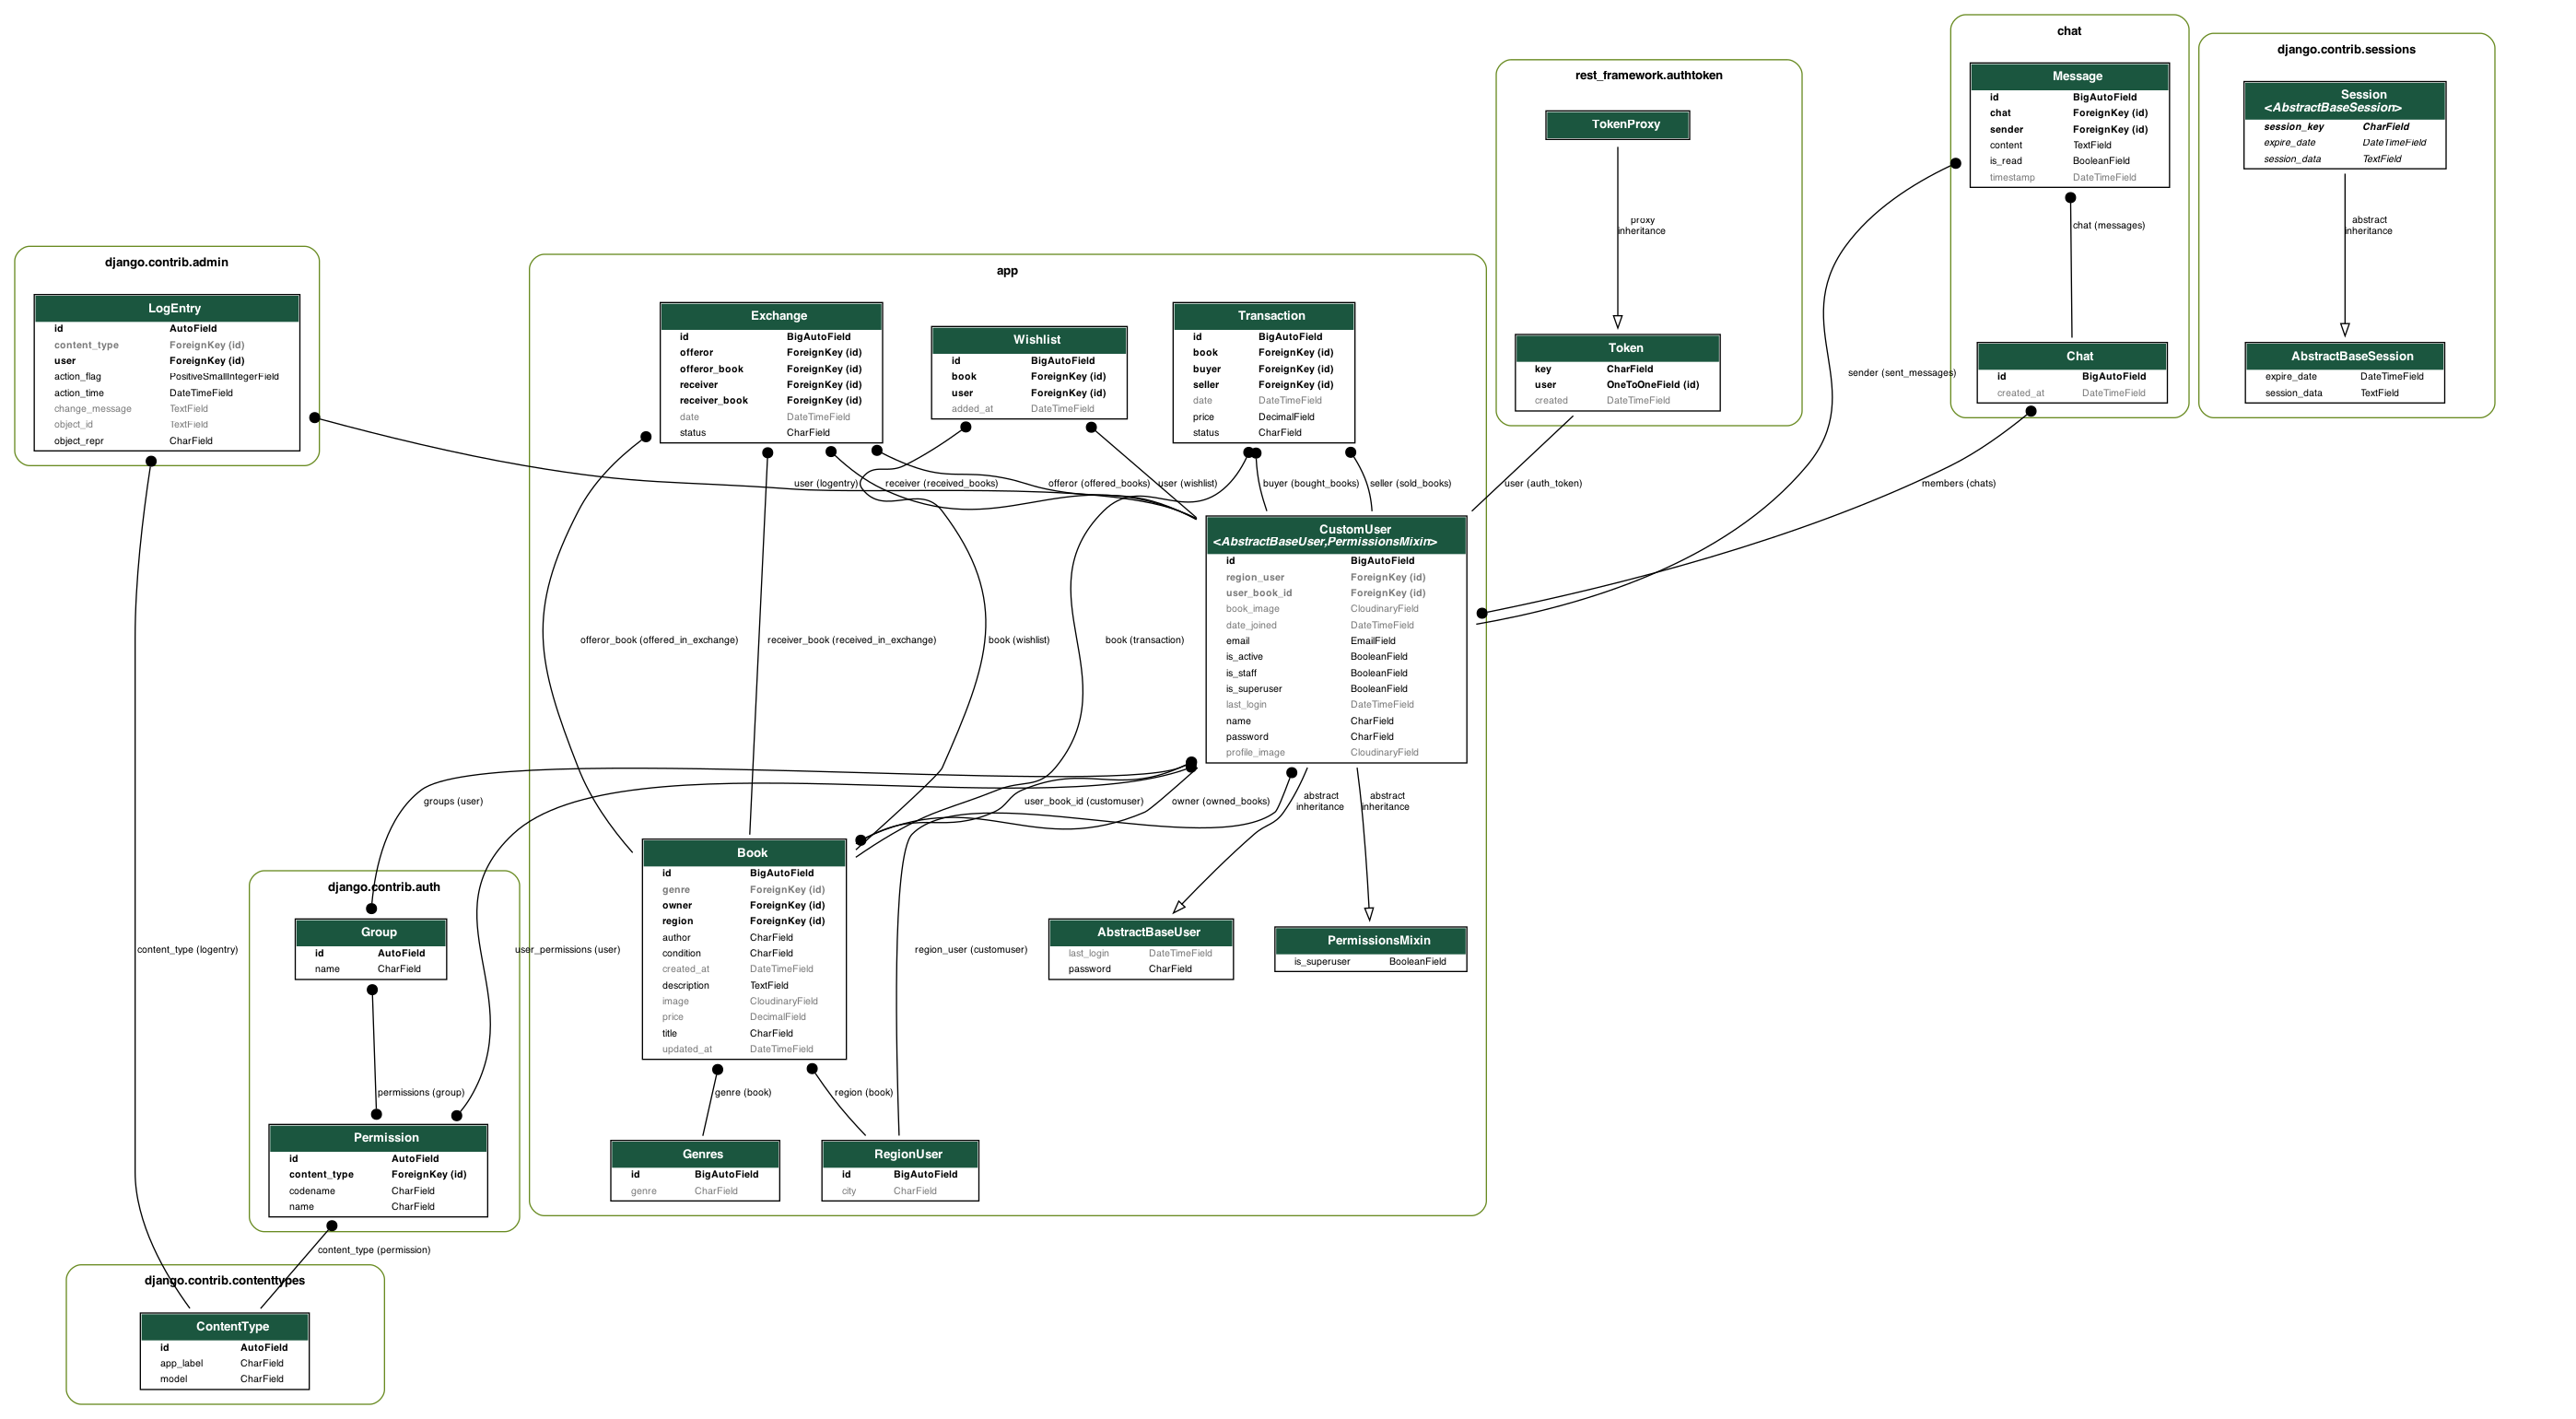 chat
Message
id BigAutoField
chat ForeignKey (id)
sender ForeignKey (id)
content TextField
is_read BooleanField
timestamp DateTimeField
chat (messages)
Chat
id BigAutoField
created_at DateTimeField
sender (sent_messages)
members (chats)
django.contrib.sessions
Session
<AbstractBaseSession>
session_key CharField
expire_date DateTimeField
session_data TextField
abstract
inheritance
AbstractBaseSession
expire_date DateTimeField
session_data TextField
rest_framework.authtoken
TokenProxy
proxy
inheritance
Token
key CharField
user OneToOneField (id)
created DateTimeField
user (auth_token)
django.contrib.admin
LogEntry
id AutoField
content_type ForeignKey (id)
user ForeignKey (id)
action_flag PositiveSmallIntegerField
action_time DateTimeField
change_message TextField
object_id TextField
object_repr CharField
app
Exchange
id BigAutoField
offeror ForeignKey (id)
offeror_book ForeignKey (id)
receiver ForeignKey (id)
receiver_book ForeignKey (id)
date DateTimeField
status CharField
Wishlist
id BigAutoField
book ForeignKey (id)
user ForeignKey (id)
added_at DateTimeField
Transaction
id BigAutoField
book ForeignKey (id)
buyer ForeignKey (id)
seller ForeignKey (id)
date DateTimeField
price DecimalField
status CharField
user (logentry)
receiver (received_books)
offeror (offered_books)
user (wishlist)
buyer (bought_books)
seller (sold_books)
CustomUser
<AbstractBaseUser,PermissionsMixin>
id BigAutoField
region_user ForeignKey (id)
user_book_id ForeignKey (id)
book_image CloudinaryField
date_joined DateTimeField
email EmailField
is_active BooleanField
is_staff BooleanField
is_superuser BooleanField
last_login DateTimeField
name CharField
password CharField
profile_image CloudinaryField
offeror_book (offered_in_exchange)
receiver_book (received_in_exchange)
book (wishlist)
book (transaction)
groups (user)
user_book_id (customuser)
owner (owned_books)
abstract
inheritance
abstract
inheritance
Book
id BigAutoField
genre ForeignKey (id)
owner ForeignKey (id)
region ForeignKey (id)
author CharField
condition CharField
created_at DateTimeField
description TextField
image CloudinaryField
price DecimalField
title CharField
updated_at DateTimeField
AbstractBaseUser
last_login DateTimeField
password CharField
PermissionsMixin
is_superuser BooleanField
region_user (customuser)
genre (book)
region (book)
Genres
id BigAutoField
genre CharField
RegionUser
id BigAutoField
city CharField
django.contrib.auth
Group
id AutoField
name CharField
content_type (logentry)
user_permissions (user)
permissions (group)
Permission
id AutoField
content_type ForeignKey (id)
codename CharField
name CharField
content_type (permission)
django.contrib.contenttypes
ContentType
id AutoField
app_label CharField
model CharField